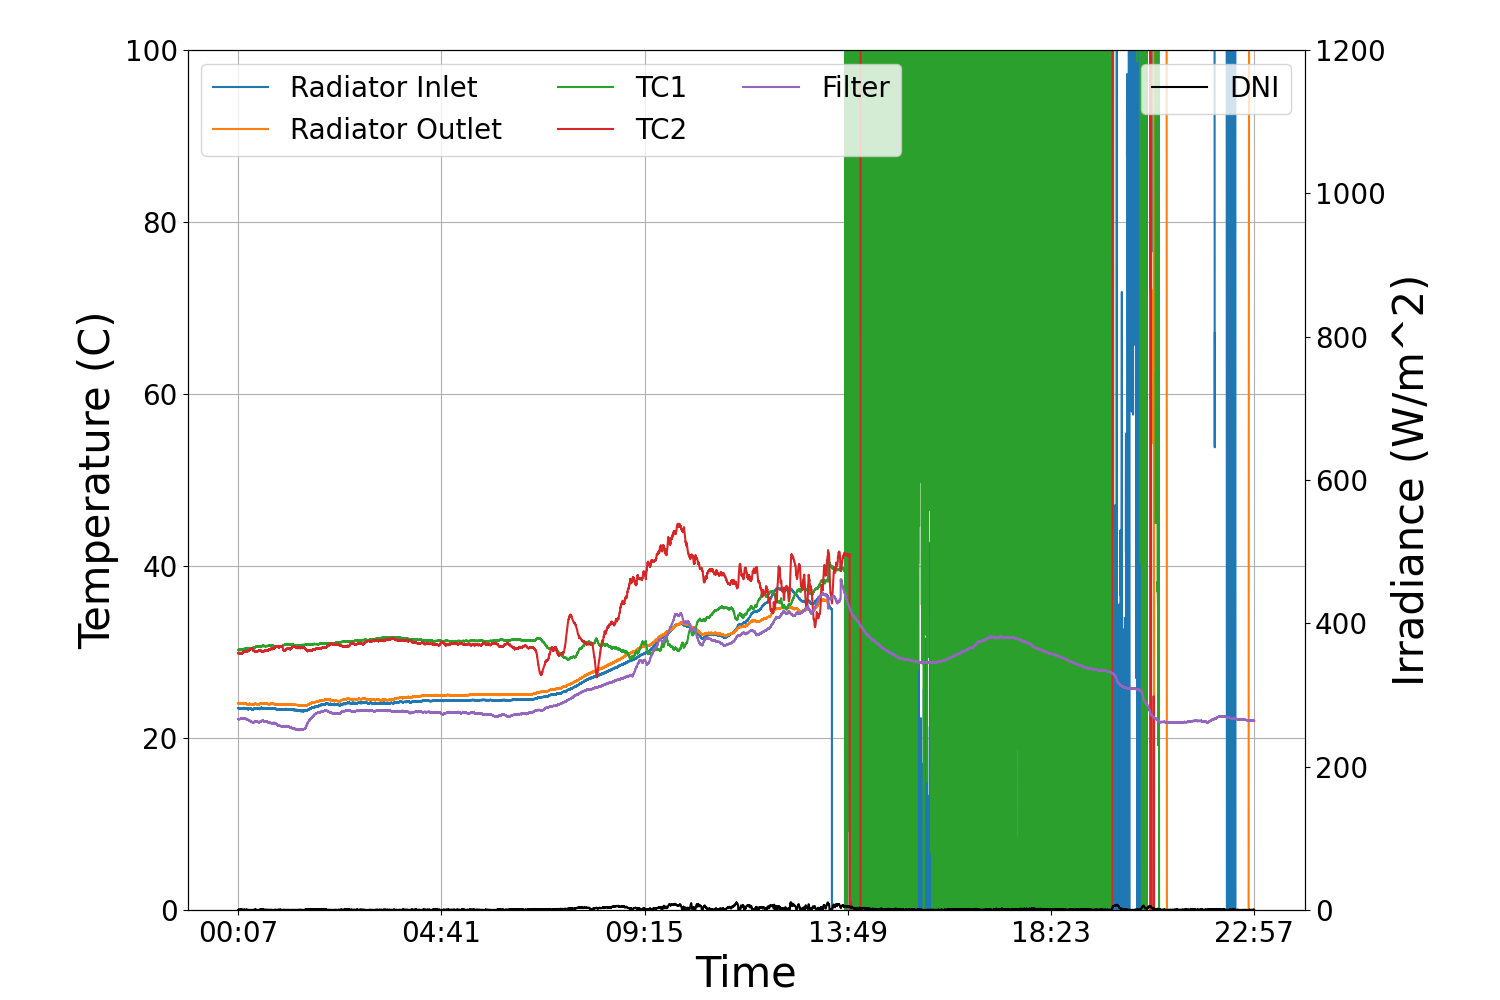 100
80
60
40
20
0
Temperature (C)
Radiator Inlet
Radiator Outlet
TC1
TC2
Filter
DNI
1200
1000
800
600
400
200
0
Irradiance (W/m^2)
00:07 04:41 09:15 13:49 18:23 22:57
Time